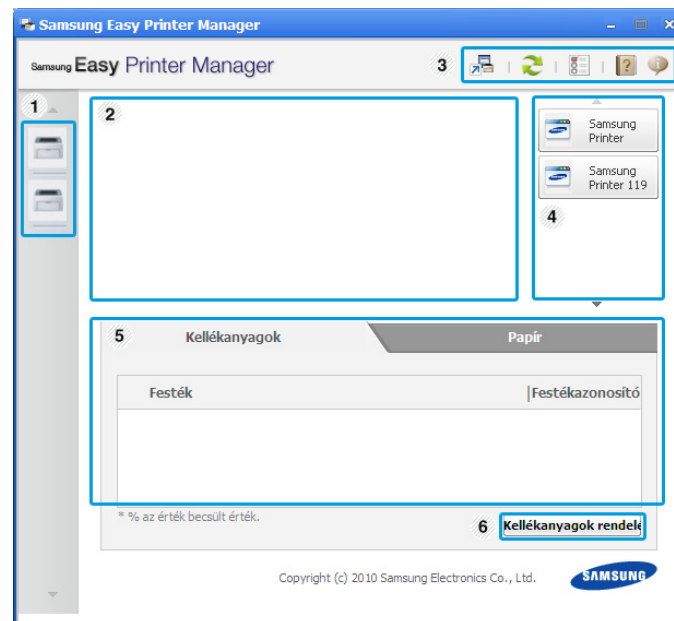 Samsung Easy Printer Manager
Samsung Easy Printer Manager
3
1
2
Samsung
Printer
Samsung
Printer 119
4
5
Kellékanyagok
Papír
Festék
Festékazonosító
* % az érték becsült érték.
6
Kellékanyagok rendelé
Copyright (c) 2010 Samsung Electronics Co., Ltd.
SAMSUNG